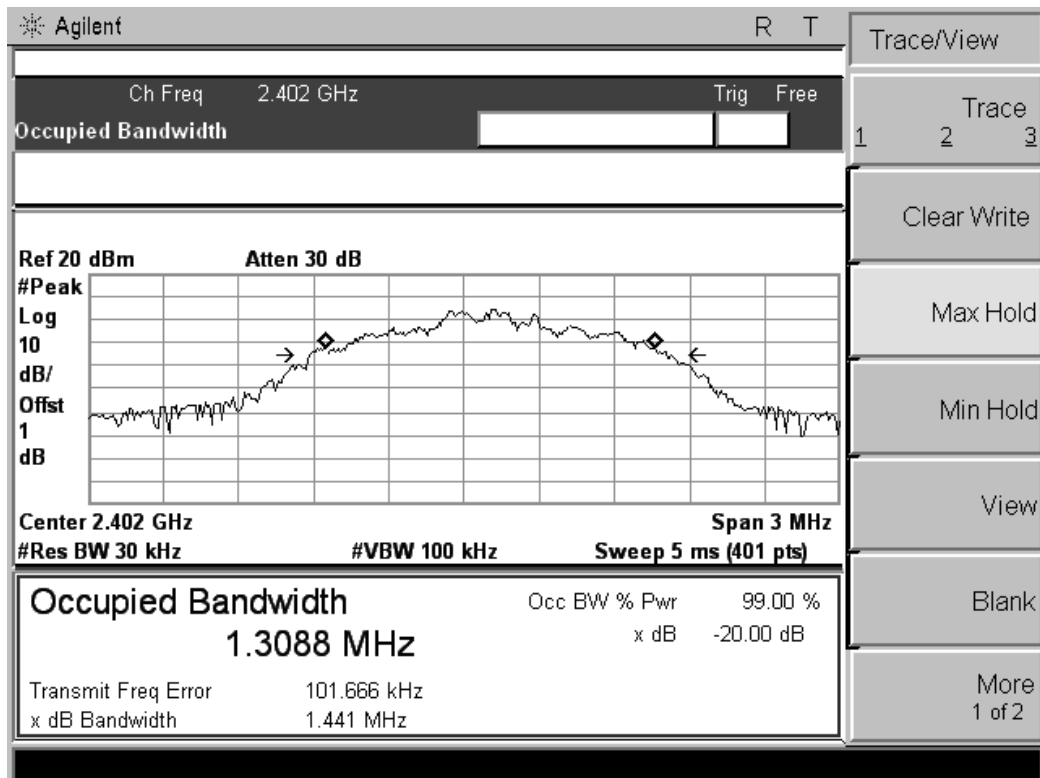 Agilent R T
Trace/View
Ch Freq 2.402 GHz Trig Free
Occupied Bandwidth
Trace
1 2 3
Clear Write
Ref 20 dBm Atten 30 dB
#Peak
Log
10
dB/
Offst
1
dB
Max Hold
Min Hold
View
Center 2.402 GHz Span 3 MHz
#Res BW 30 kHz #VBW 100 kHz Sweep 5 ms (401 pts)
Occupied Bandwidth
1.3088 MHz
Occ BW % Pwr 99.00 %
x dB -20.00 dB
Transmit Freq Error 101.666 kHz
x dB Bandwidth 1.441 MHz
Blank
More
1 of 2